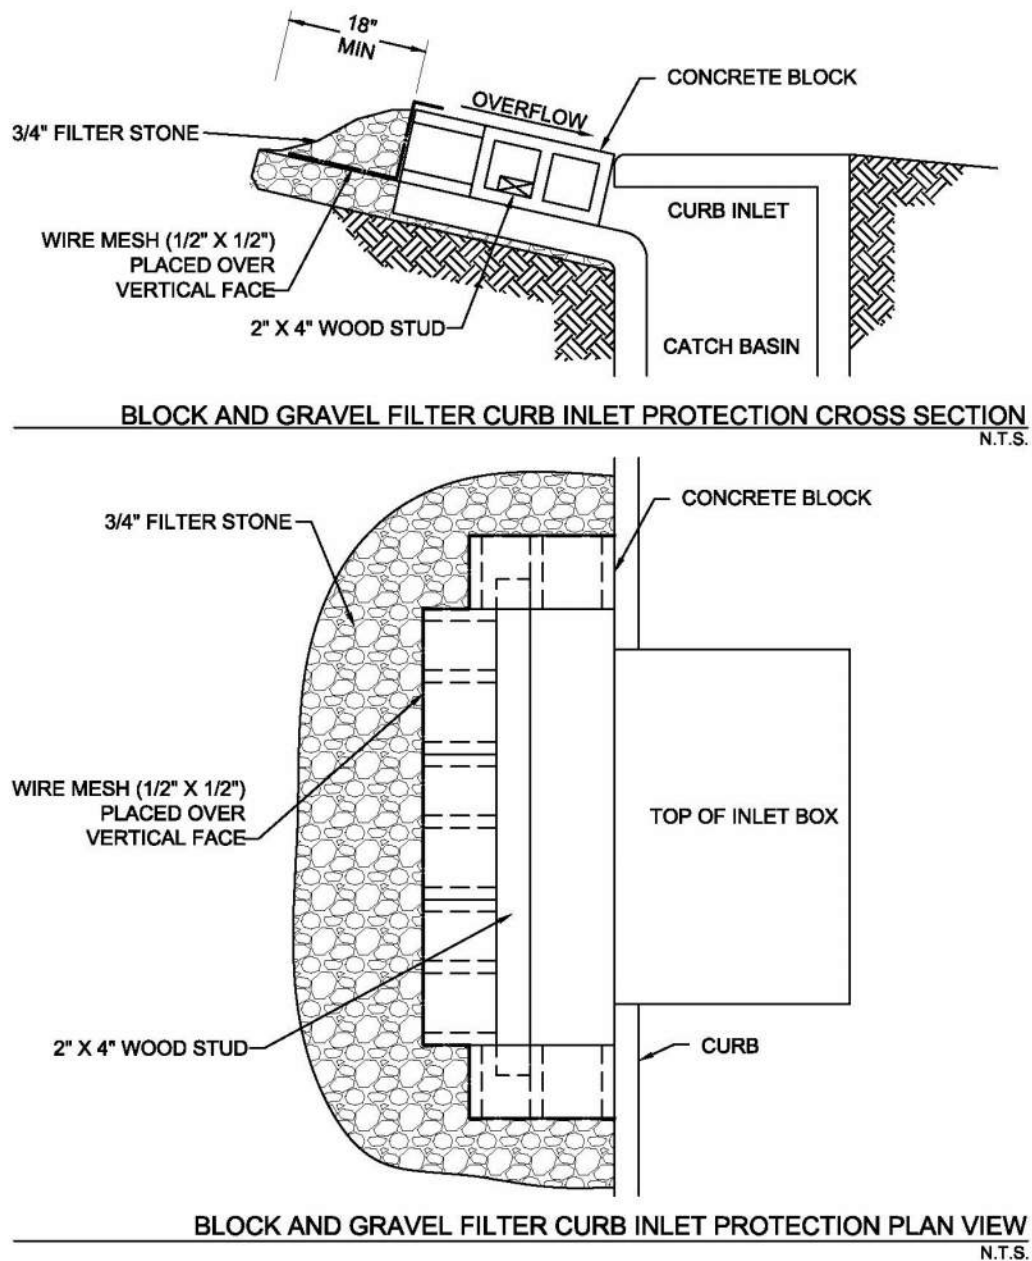 18"
MIN
CONCRETE BLOCK
OVERFLOW
3/4" FILTER STONE
CURB INLET
WIRE MESH (1/2" X 1/2")
PLACED OVER
VERTICAL FACE
2" X 4" WOOD STUD
CATCH BASIN
BLOCK AND GRAVEL FILTER CURB INLET PROTECTION CROSS SECTION
N.T.S.
CONCRETE BLOCK
3/4" FILTER STONE
WIRE MESH (1/2" X 1/2")
PLACED OVER
VERTICAL FACE
TOP OF INLET BOX
2" X 4" WOOD STUD
CURB
BLOCK AND GRAVEL FILTER CURB INLET PROTECTION PLAN VIEW
N.T.S.